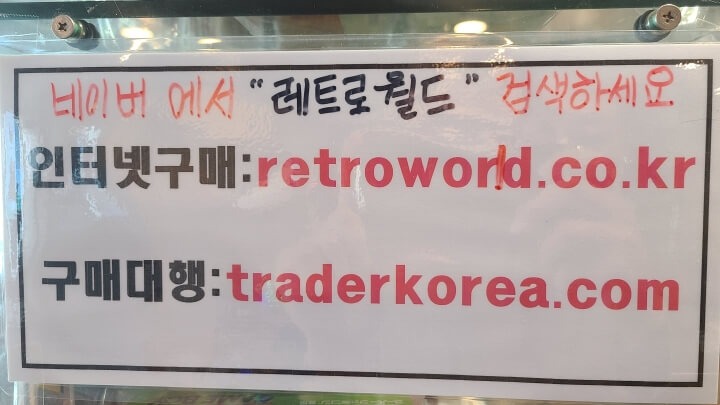 네이버 에서 "레트로월드" 검색하세요
인터넷구매:retroworld.co.kr
구매대행:traderkorea.com